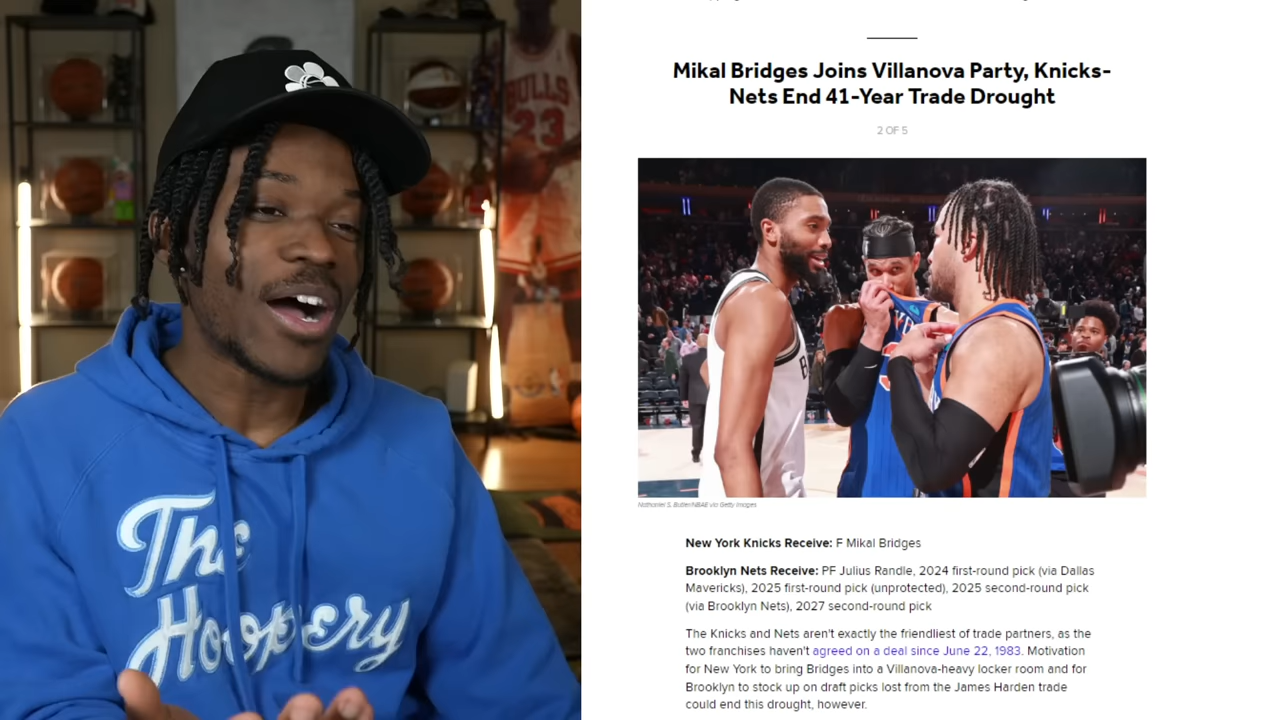 BULLS
23
The
Hoopery
Mikal Bridges Joins Villanova Party, Knicks-
Nets End 41-Year Trade Drought
2 OF 5
Nathaniel S. Butler/NBAE via Getty Images
New York Knicks Receive: F Mikal Bridges
Brooklyn Nets Receive: PF Julius Randle, 2024 first-round pick (via Dallas
Mavericks), 2025 first-round pick (unprotected), 2025 second-round pick
(via Brooklyn Nets), 2027 second-round pick
The Knicks and Nets aren't exactly the friendliest of trade partners, as the
two franchises haven't agreed on a deal since June 22, 1983. Motivation
for New York to bring Bridges into a Villanova-heavy locker room and for
Brooklyn to stock up on draft picks lost from the James Harden trade
could end this drought, however.